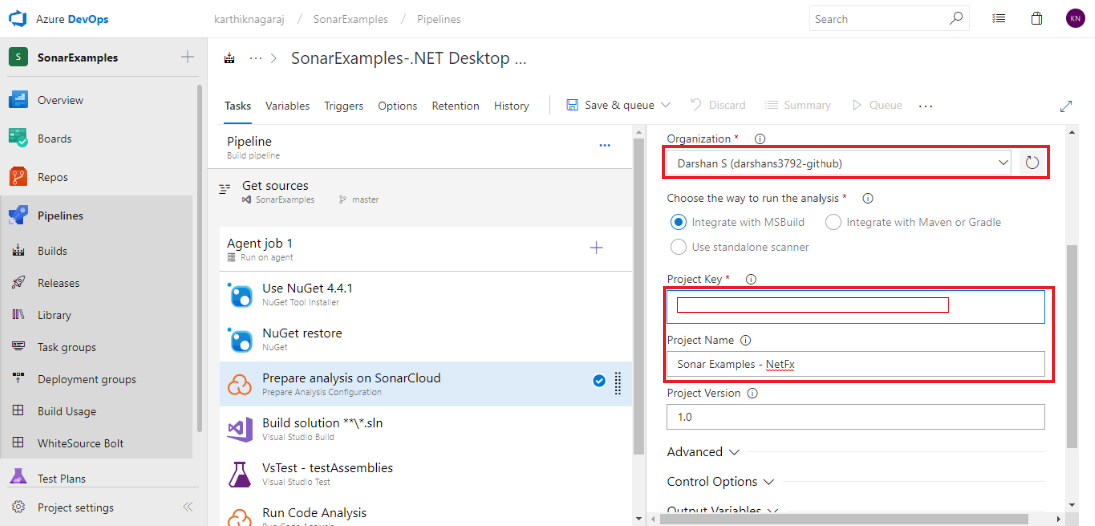 Azure DevOps
karthiknagaraj / SonarExamples / Pipelines
Search
KN
S SonarExamples
Overview
Boards
Repos
Pipelines
Builds
Releases
Library
Task groups
Deployment groups
Build Usage
WhiteSource Bolt
Test Plans
Project settings
··· > SonarExamples-.NET Desktop ...
Tasks Variables Triggers Options Retention History Save & queue Discard Summary Queue ...
Pipeline
Build pipeline
Get sources
SonarExamples master
Agent job 1
Run on agent
Use NuGet 4.4.1
NuGet Tool Installer
NuGet restore
NuGet
Prepare analysis on SonarCloud
Prepare Analysis Configuration
Build solution **\*.sln
Visual Studio Build
VsTest - testAssemblies
Visual Studio Test
Run Code Analysis
Run Code Analysis
Organization *
Darshan S (darshans3792-github)
Choose the way to run the analysis *
Integrate with MSBuild Integrate with Maven or Gradle
Use standalone scanner
Project Key *
Project Name
Sonar Examples - NetFx
Project Version
1.0
Advanced
Control Options
Output Variables